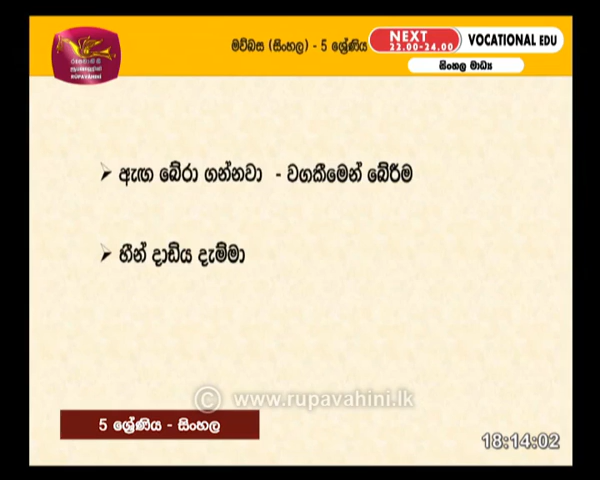 මව්බස (සිංහල) - 5 ශ්‍රේණිය
NEXT
22.00-24.00
VOCATIONAL EDU
සිංහල මාධ්‍ය
රූපවාහිනී
RUPAVAHINI
ඇඟ බේරා ගන්නවා - වගකීමෙන් බේරීම
හීන් දාඩිය දැම්මා
© www.rupavahini.lk
5 ශ්‍රේණිය - සිංහල
18:14:02